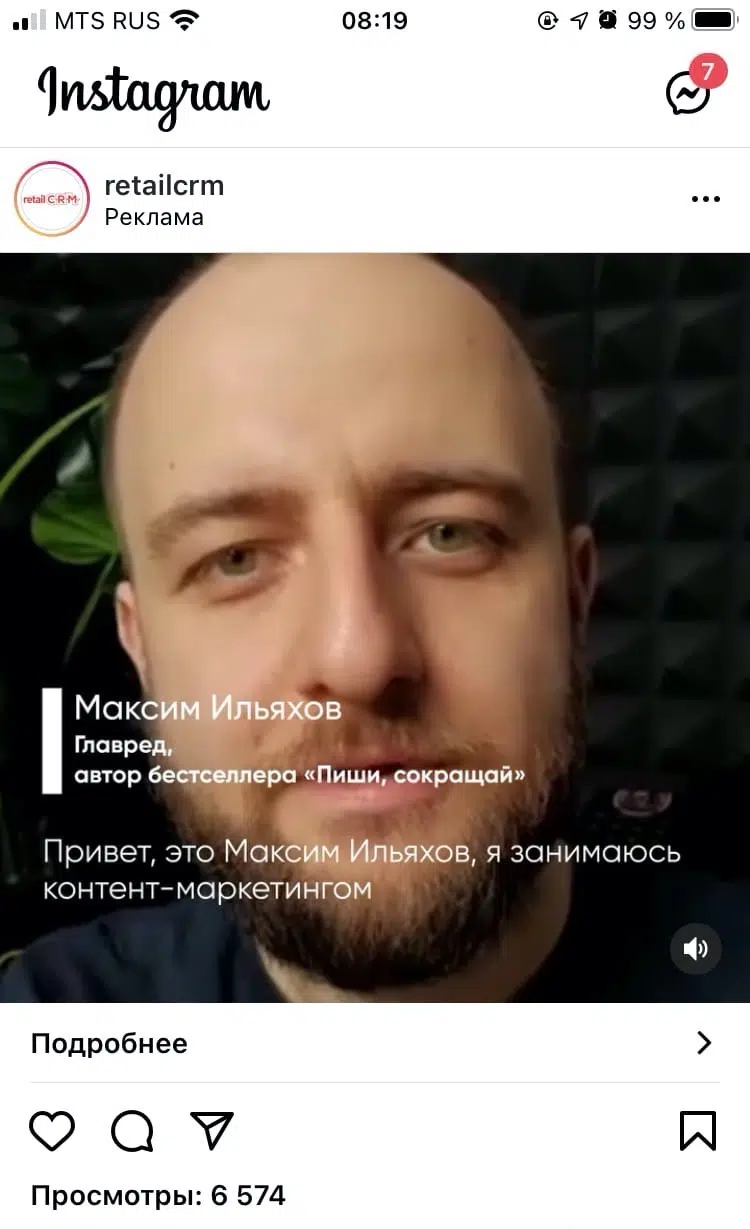 MTS RUS 08:19 99 %
Instagram
7
retail C·R·M
retailcrm
Реклама
Максим Ильяхов
Главред,
автор бестселлера «Пиши, сокращай»
Привет, это Максим Ильяхов, я занимаюсь
контент-маркетингом
Подробнее
Просмотры: 6 574